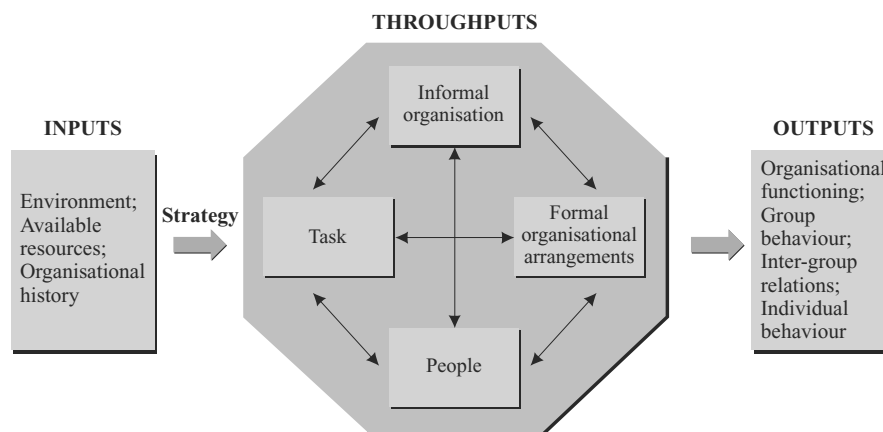 THROUGHPUTS
INPUTS
Environment;
Available
resources;
Organisational
history
Strategy
Informal
organisation
Task
Formal
organisational
arrangements
People
OUTPUTS
Organisational
functioning;
Group
behaviour;
Inter-group
relations;
Individual
behaviour